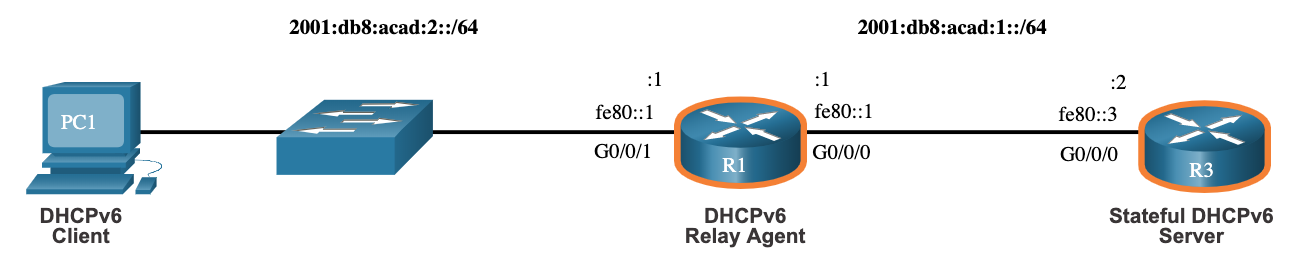 2001:db8:acad:2::/64
2001:db8:acad:1::/64
:1
:1
:2
fe80::1
fe80::1
fe80::3
PC1
G0/0/1
G0/0/0
G0/0/0
R1
R3
DHCPv6
Client
DHCPv6
Relay Agent
Stateful DHCPv6
Server